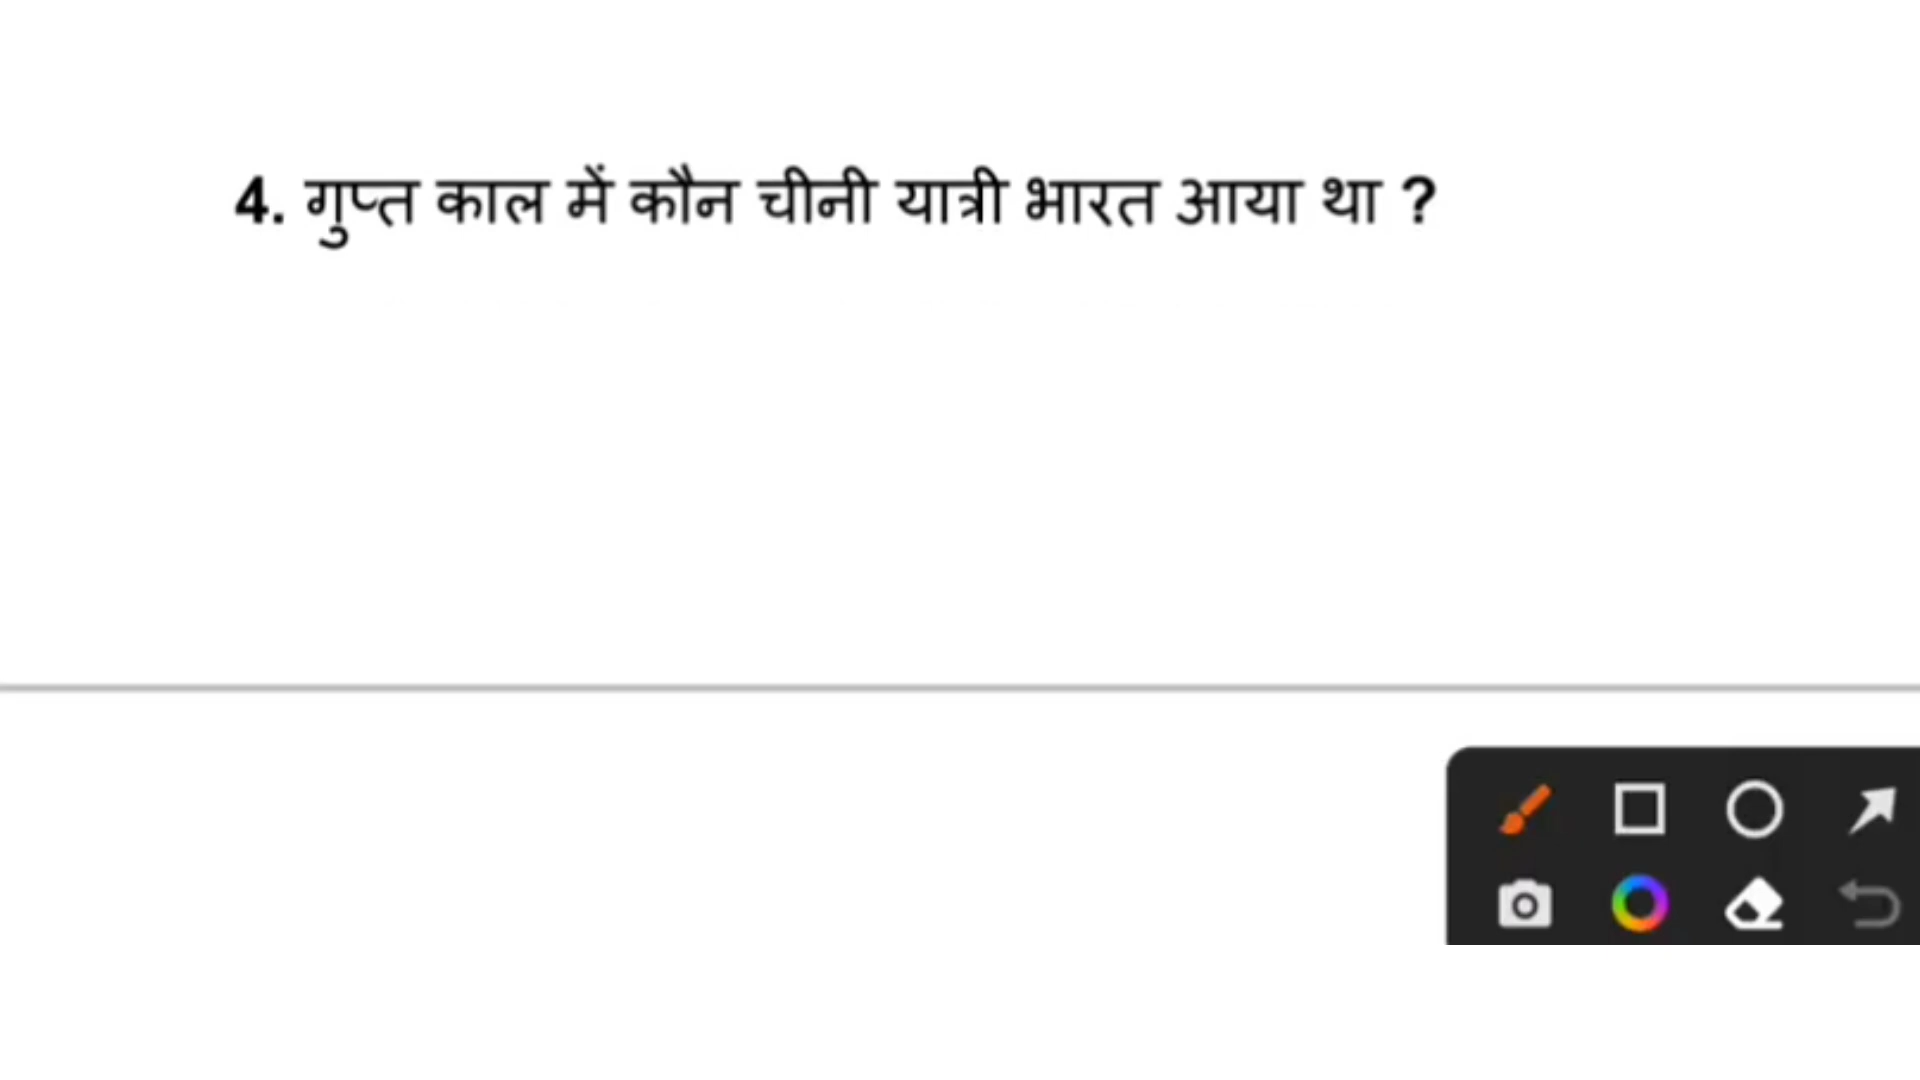 4. गुप्त काल में कौन चीनी यात्री भारत आया था ?